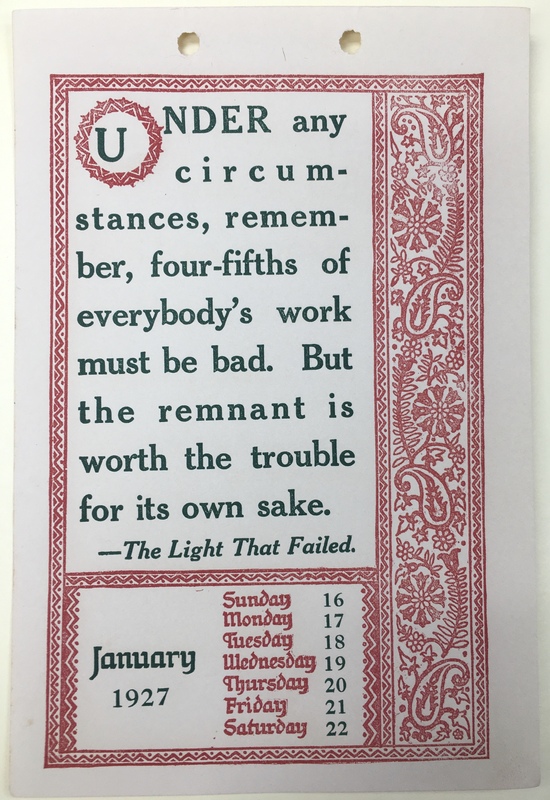 UNDER any
circum-
stances, remem-
ber, four-fifths of
everybody's work
must be bad. But
the remnant is
worth the trouble
for its own sake.
—The Light That Failed.
January
1927
Sunday 16
Monday 17
Tuesday 18
Wednesday 19
Thursday 20
Friday 21
Saturday 22